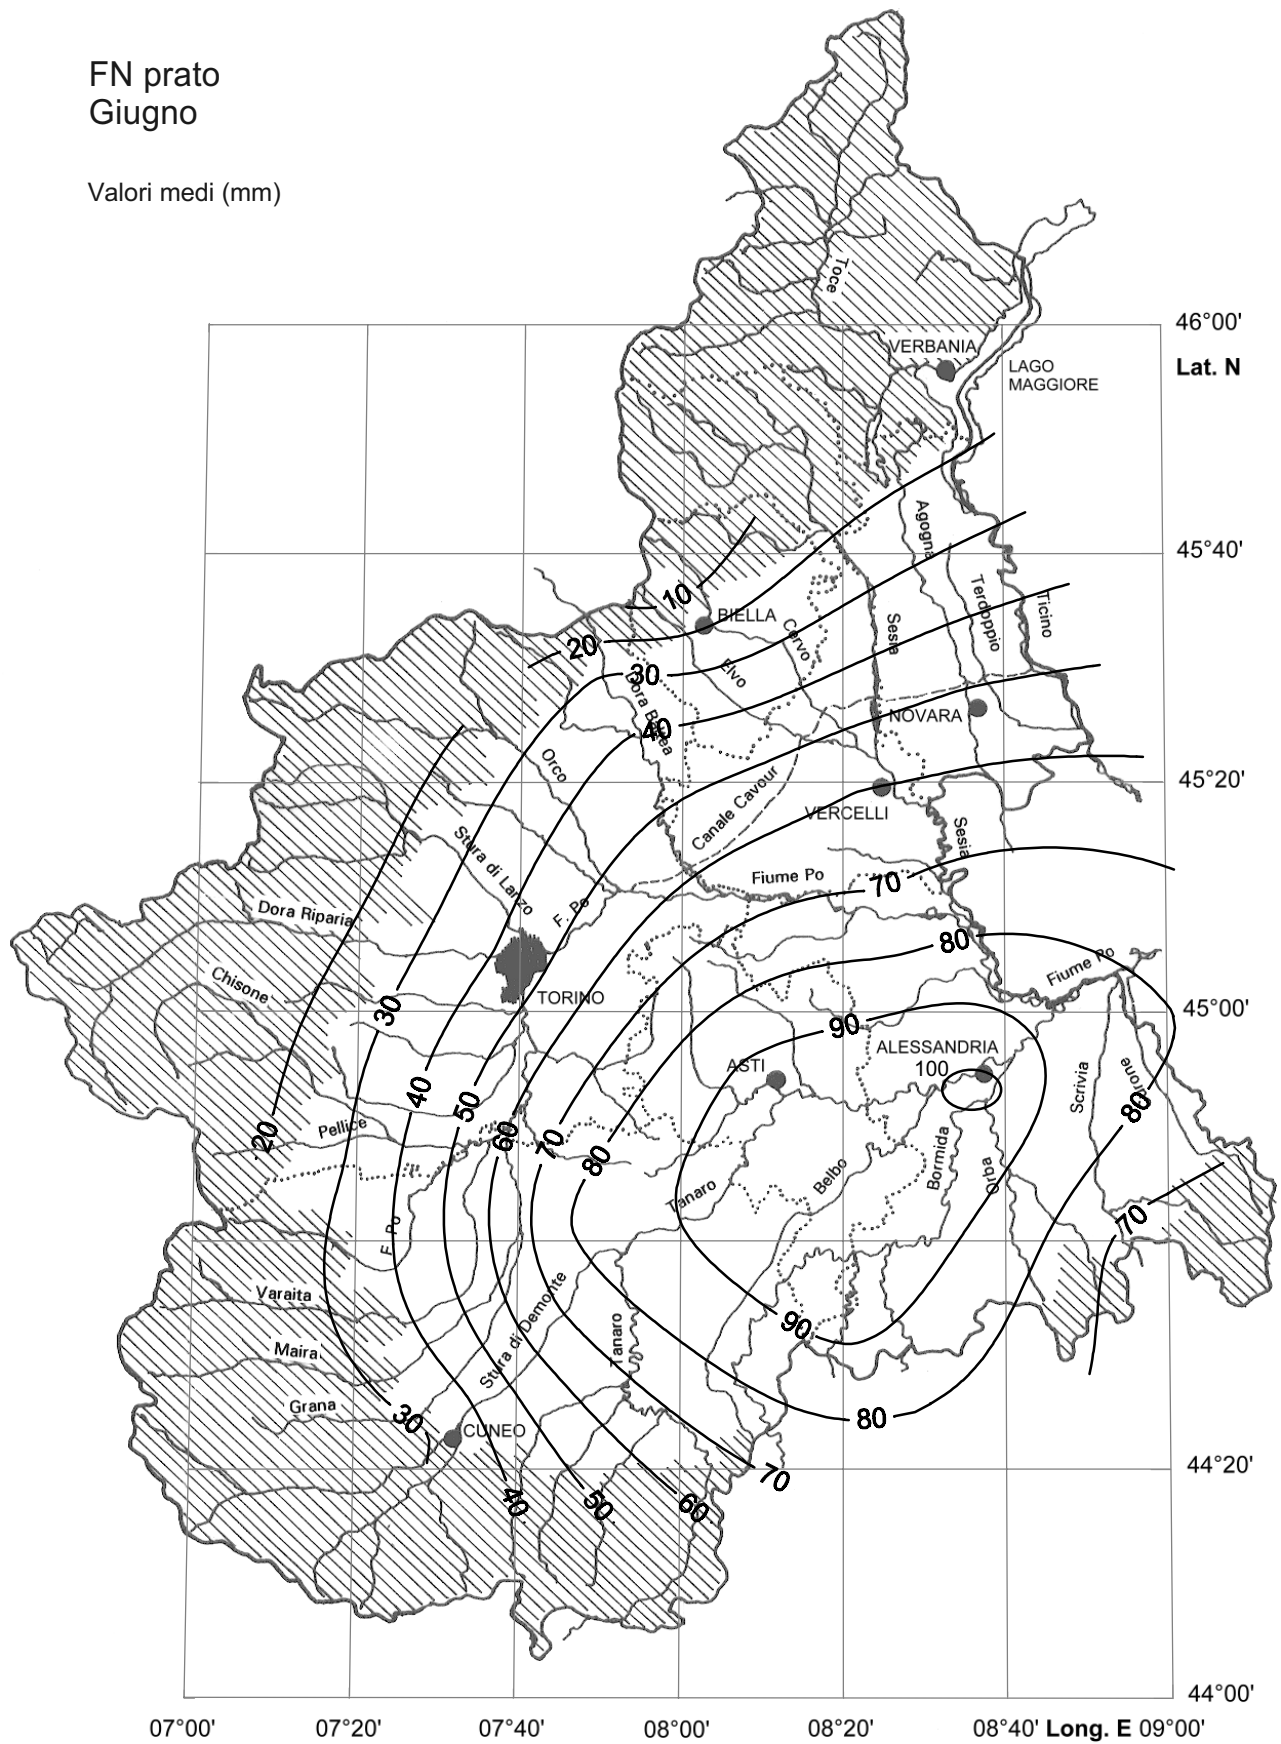 FN prato
Giugno
Valori medi (mm)
Toce
46°00'
VERBANIA
Lat. N
LAGO
MAGGIORE
Agogna
45°40'
Terdoppio
Ticino
10
BIELLA
Cervo
Sesia
20
Elvo
30
Dora Baltea
40
NOVARA
Orco
45°20'
Canale Cavour
VERCELLI
Sesia
Stura di Lanzo
Fiume Po
70
Dora Riparia
F. Po
80
Fiume Po
Chisone
TORINO
30
45°00'
90
ALESSANDRIA
ASTI
100
Scrivia
40
50
60
70
80
80
20
Pellice
Bormida
Orba
Belbo
Tanaro
70
F. Po
Varaita
Stura di Demonte
Tanaro
90
Maira
Grana
30
CUNEO
80
44°20'
70
40
50
60
44°00'
07°00'
07°20'
07°40'
08°00'
08°20'
08°40'
Long. E
09°00'